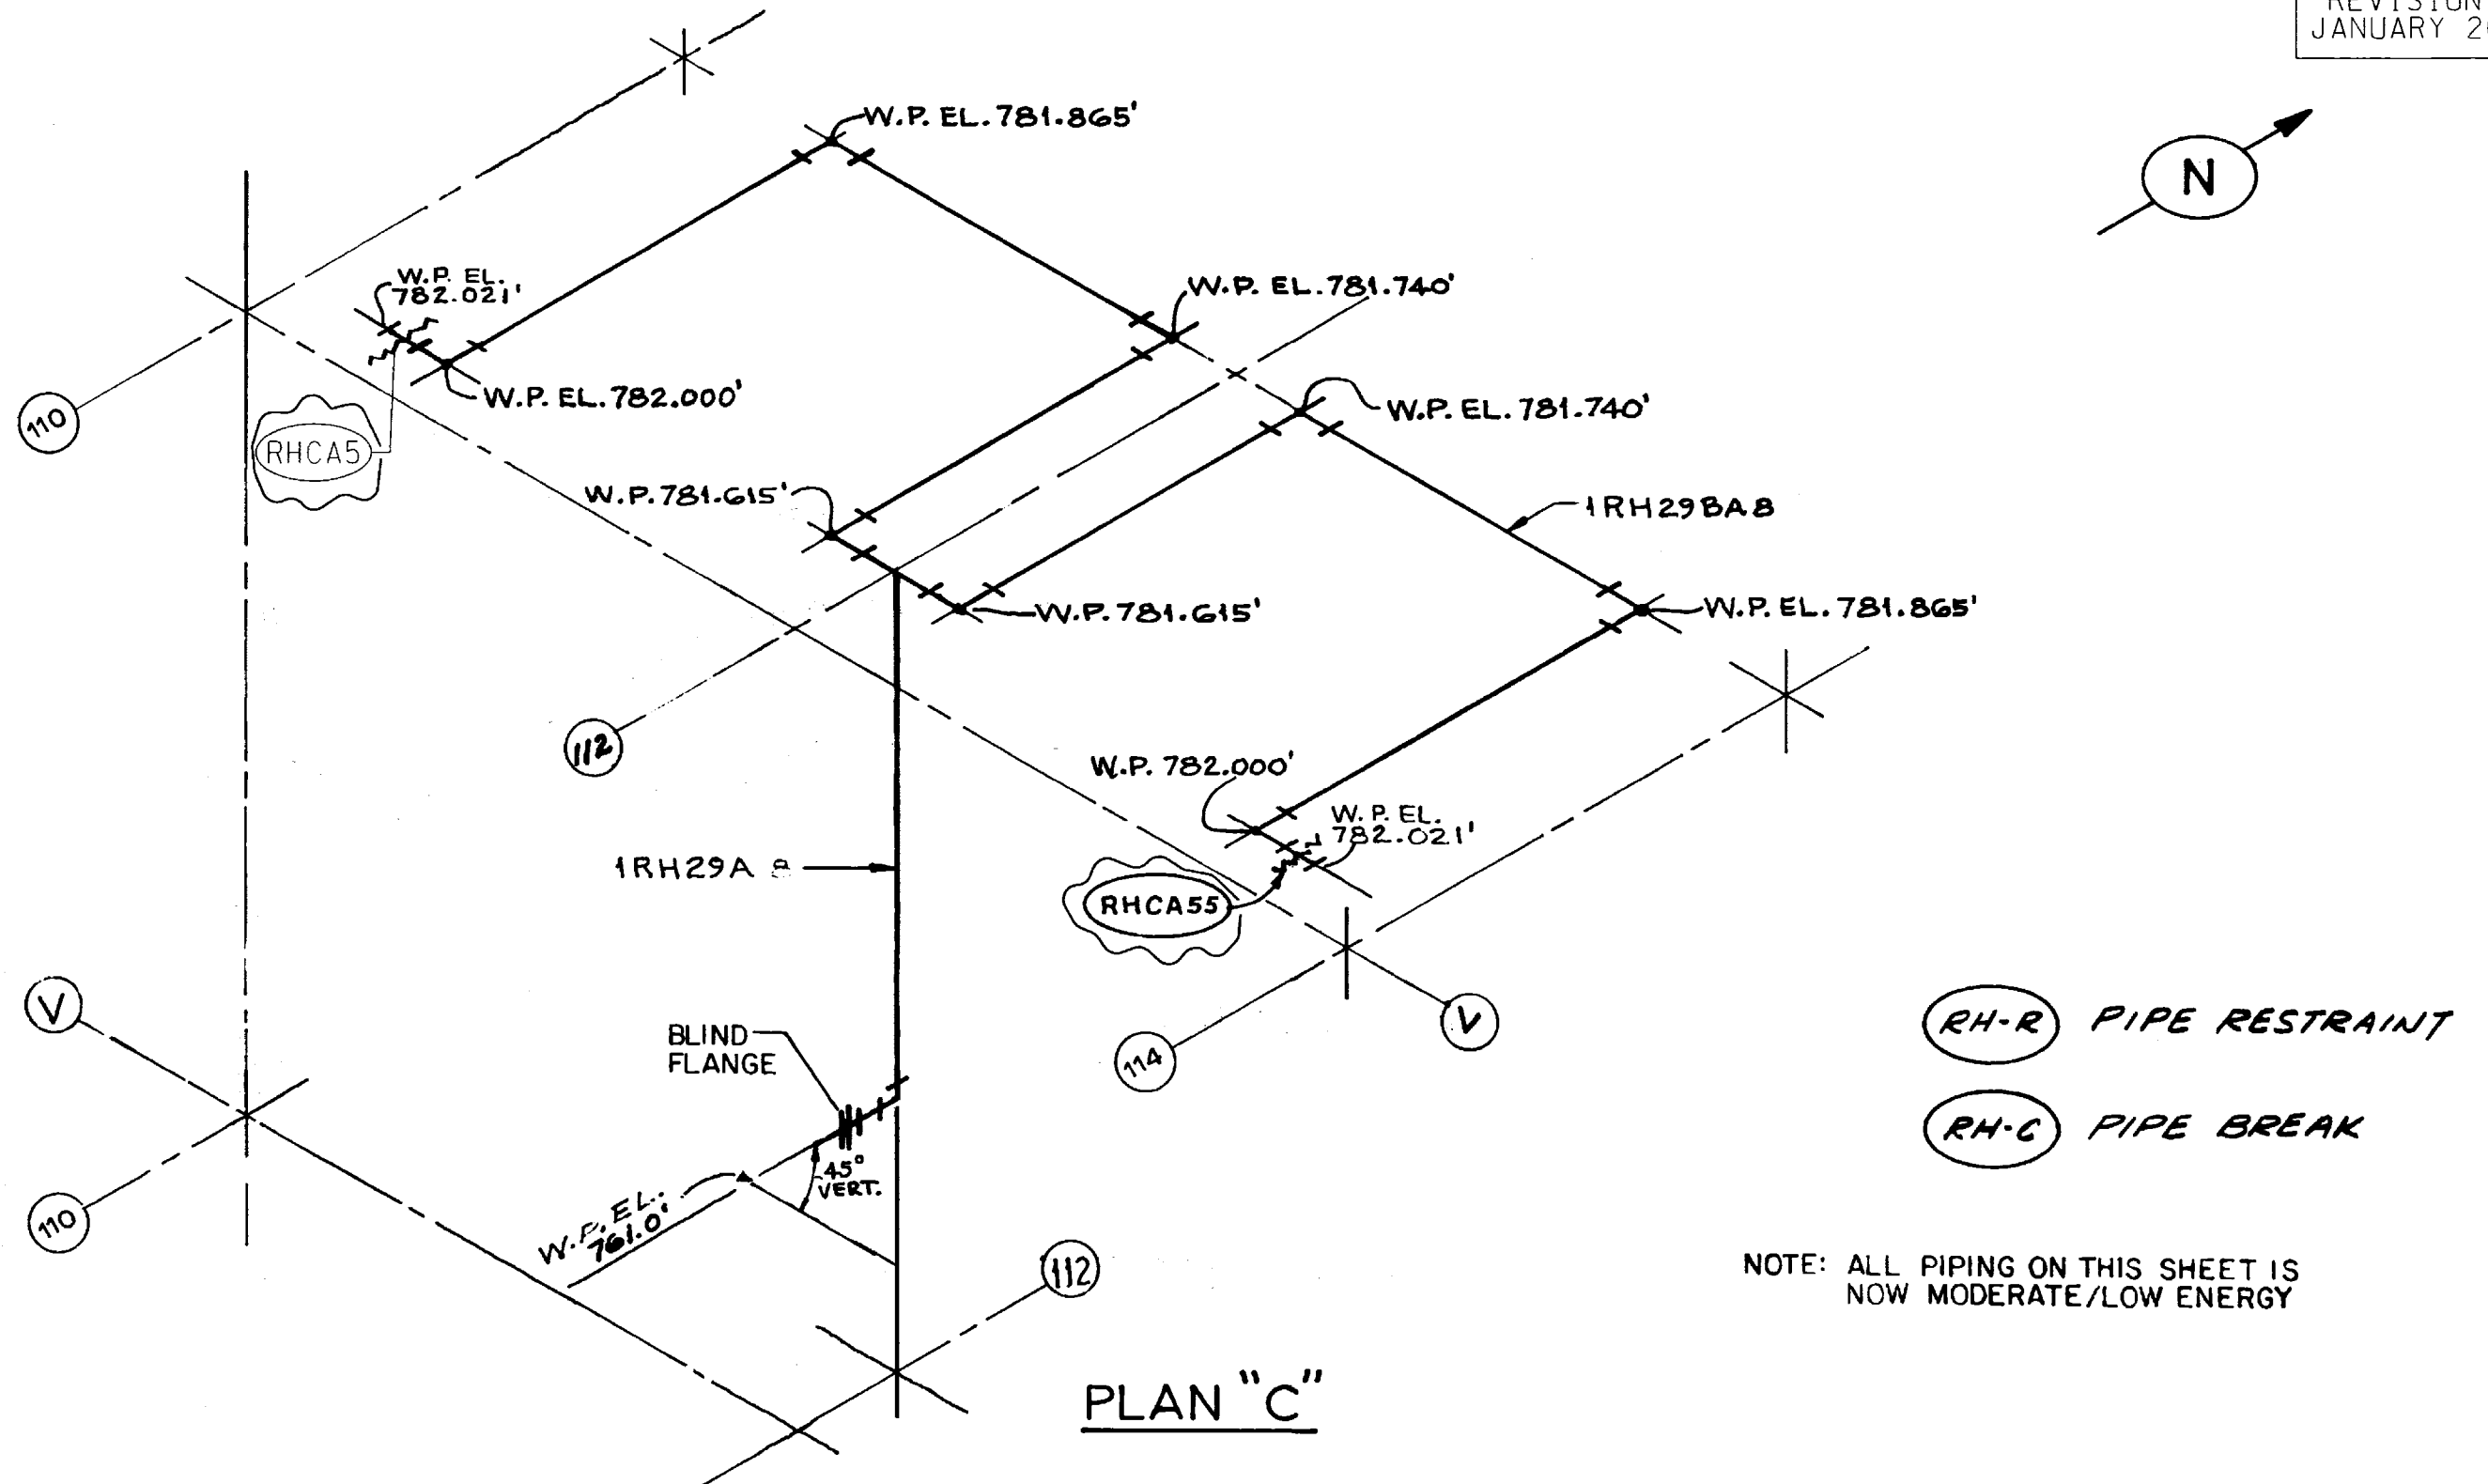 JANUARY
W.P. EL. 781.865'
N
W.P. EL.
782.021'
W.P. EL. 781.740'
W.P. EL. 782.000'
W.P. EL. 781.740'
110
RHCA5
W.P. 781.615'
1RH29BA8
W.P. 781.615'
W.P. EL. 781.865'
112
W.P. 782.000'
W.P. EL.
782.021'
1RH29A 8
RHCA55
V
BLIND
FLANGE
V
114
RH-R PIPE RESTRAINT
RH-C PIPE BREAK
45°
VERT.
110
W.P. EL.
761.0'
112
NOTE: ALL PIPING ON THIS SHEET IS
NOW MODERATE/LOW ENERGY
PLAN "C"